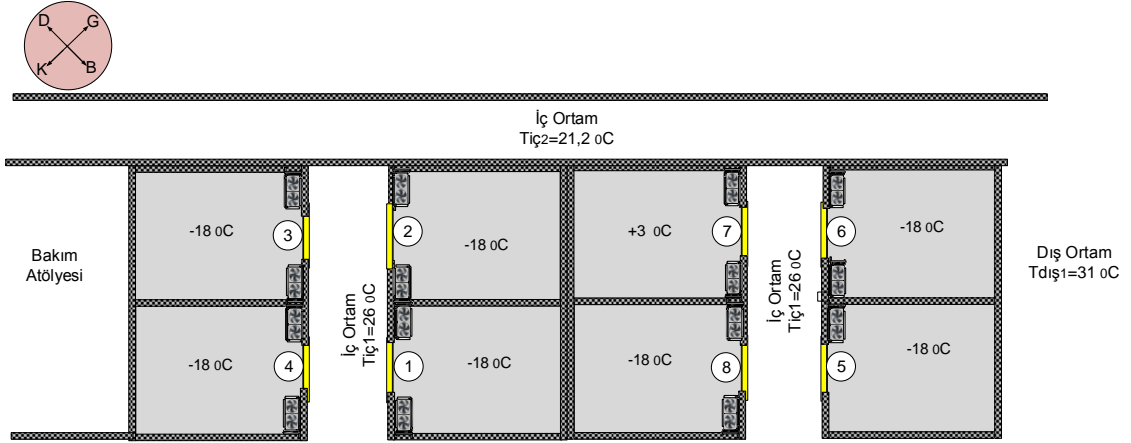 D G
K B
İç Ortam
Tiç2=21,2 0C
Bakım
Atölyesi
-18 0C
3
2
-18 0C
+3 0C
7
6
-18 0C
Dış Ortam
Tdış1=31 0C
İç Ortam
Tiç1=26 0C
İç Ortam
Tiç1=26 0C
-18 0C
4
1
-18 0C
-18 0C
8
5
-18 0C